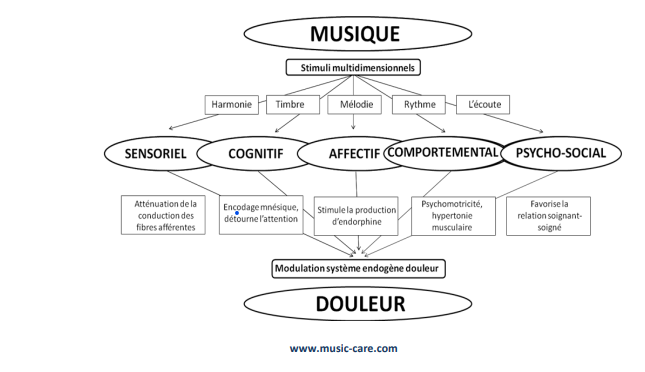 MUSIQUE
Stimuli multidimensionnels
Harmonie
Timbre
Mélodie
Rythme
L'écoute
SENSORIEL
COGNITIF
AFFECTIF
COMPORTEMENTAL
PSYCHO-SOCIAL
Atténuation de la
conduction des
fibres afférentes
Encodage mnésique,
détourne l'attention
Stimule la production
d'endorphine
Psychomotricité,
hypertonie
musculaire
Favorise la
relation soignant-
soigné
Modulation système endogène douleur
DOULEUR
www.music-care.com